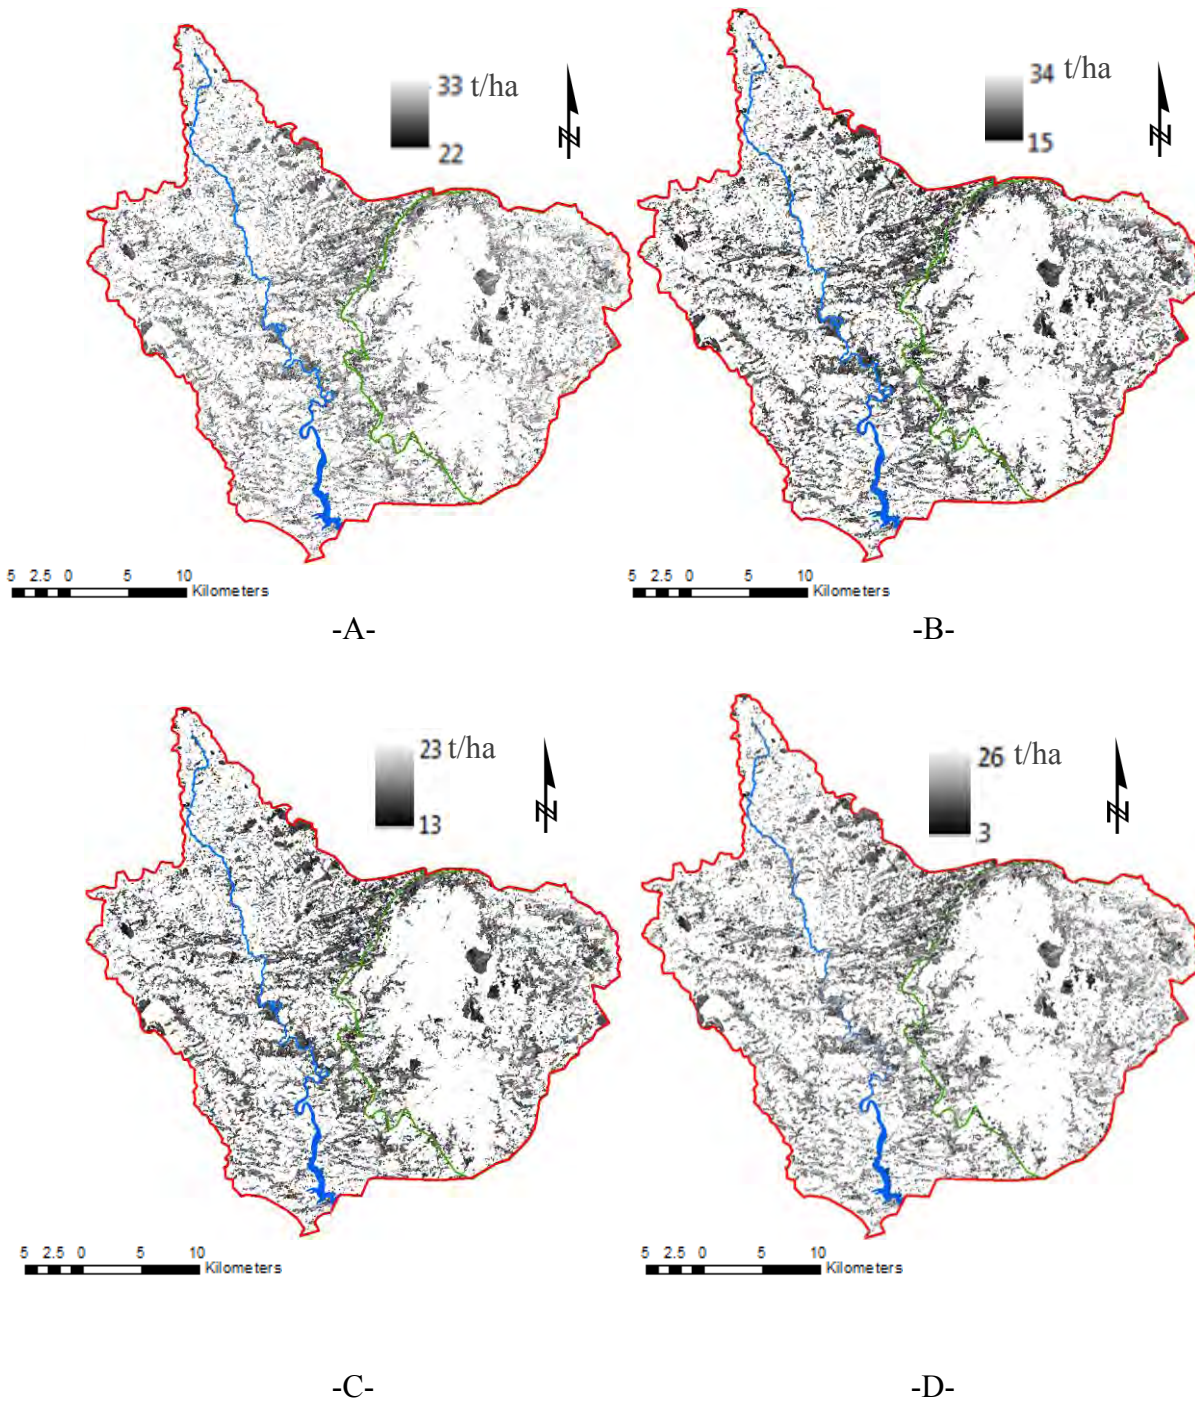 33 t/ha
22
N
5 2.5 0 5 10
Kilometers
-A-
34 t/ha
15
N
5 2.5 0 5 10
Kilometers
-B-
23 t/ha
13
N
5 2.5 0 5 10
Kilometers
-C-
26 t/ha
.3
N
5 2.5 0 5 10
Kilometers
-D-